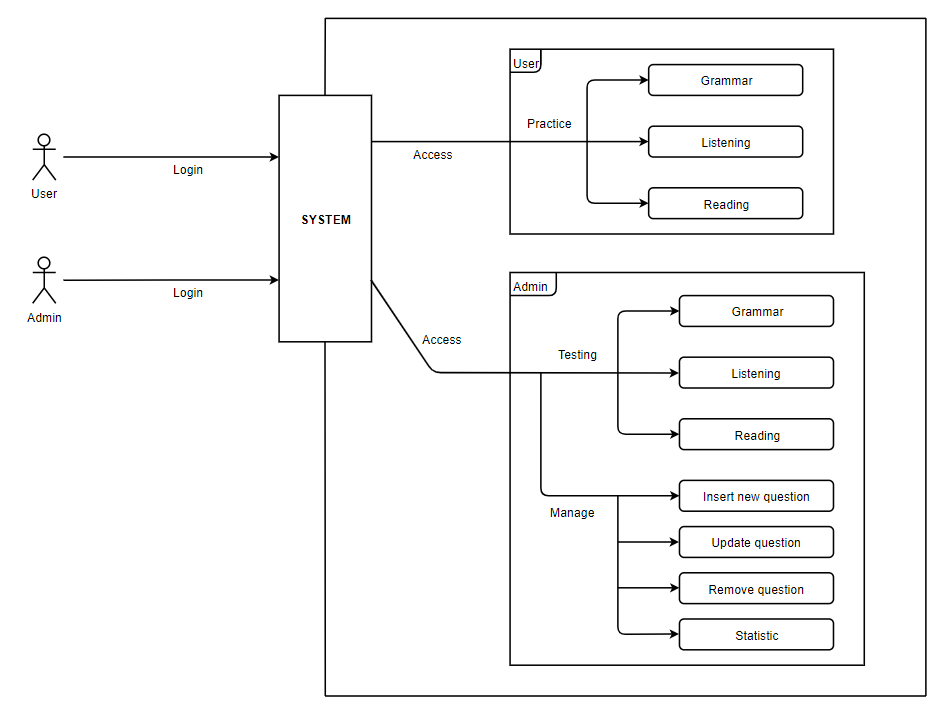 User
Login
Admin
Login
SYSTEM
Access
Access
User
Practice
Grammar
Listening
Reading
Admin
Testing
Grammar
Listening
Reading
Manage
Insert new question
Update question
Remove question
Statistic